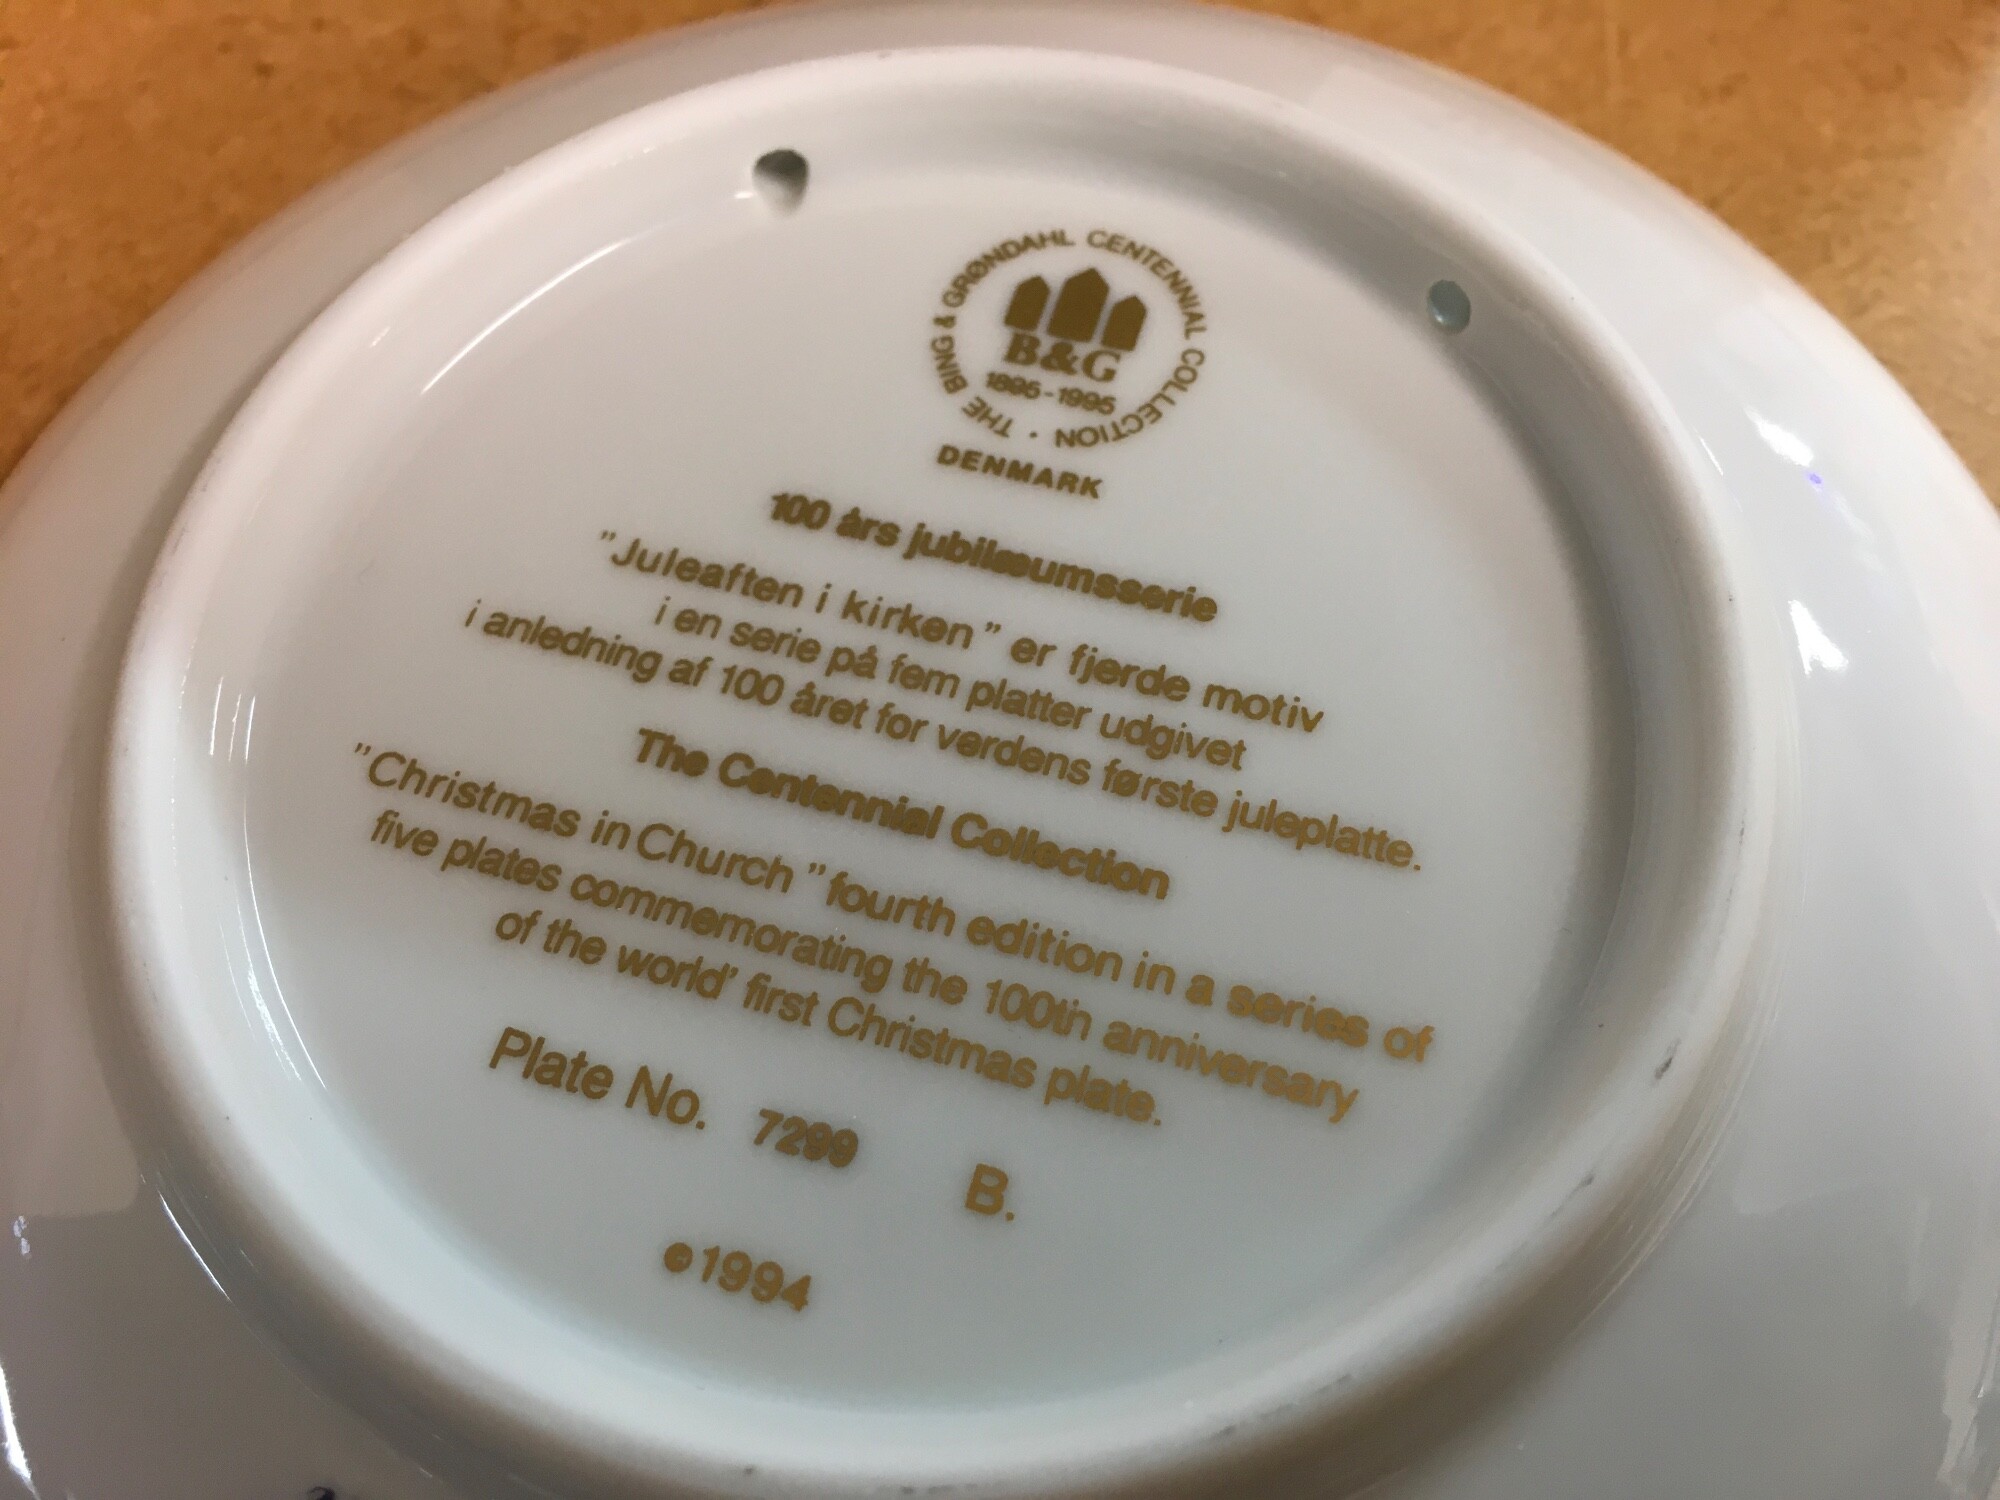 THE BING & GRØNDAHL CENTENNIAL COLLECTION ·
B&G
1895-1995
DENMARK
100 års jubilæumsserie
"Juleaften i kirken" er fjerde motiv
i en serie på fem platter udgivet
i anledning af 100 året for verdens første juleplatte.
The Centennial Collection
"Christmas in Church" fourth edition in a series of
five plates commemorating the 100th anniversary
of the world' first Christmas plate.
Plate No. 7299 B.
©1994